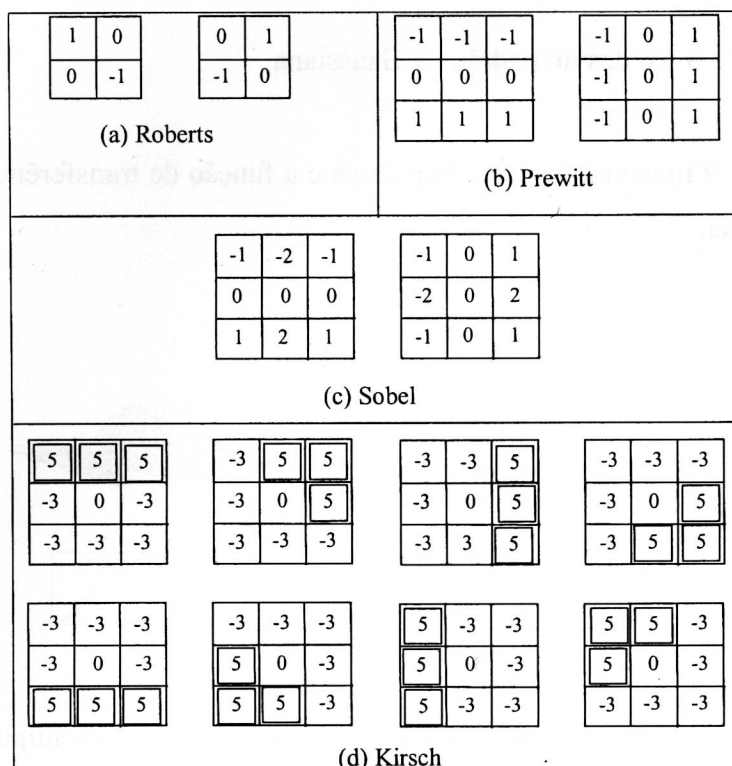 1 0 0 1 -1 -1 -1 -1 0 1
0 -1 -1 0 0 0 0 -1 0 1
1 1 1 -1 0 1
(a) Roberts
(b) Prewitt
e a função de transferên
-1 -2 -1 -1 0 1
0 0 0 -2 0 2
1 2 1 -1 0 1
(c) Sobel
5 5 5 -3 5 5 -3 -3 5 -3 -3 -3
-3 0 -3 -3 0 5 -3 0 5 -3 0 5
-3 -3 -3 -3 -3 -3 -3 3 5 -3 5 5
-3 -3 -3 -3 -3 -3 5 -3 -3 5 5 -3
-3 0 -3 5 0 -3 5 0 -3 5 0 -3
5 5 5 5 5 -3 5 -3 -3 -3 -3 -3
(d) Kirsch